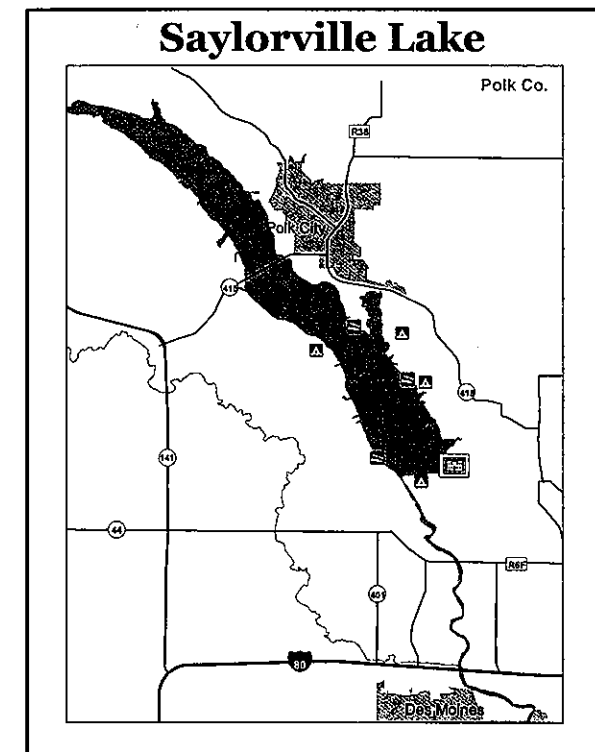 Saylorville Lake
Polk Co.
R38
Polk City
415
415
141
44
R6F
401
80
Des Moines